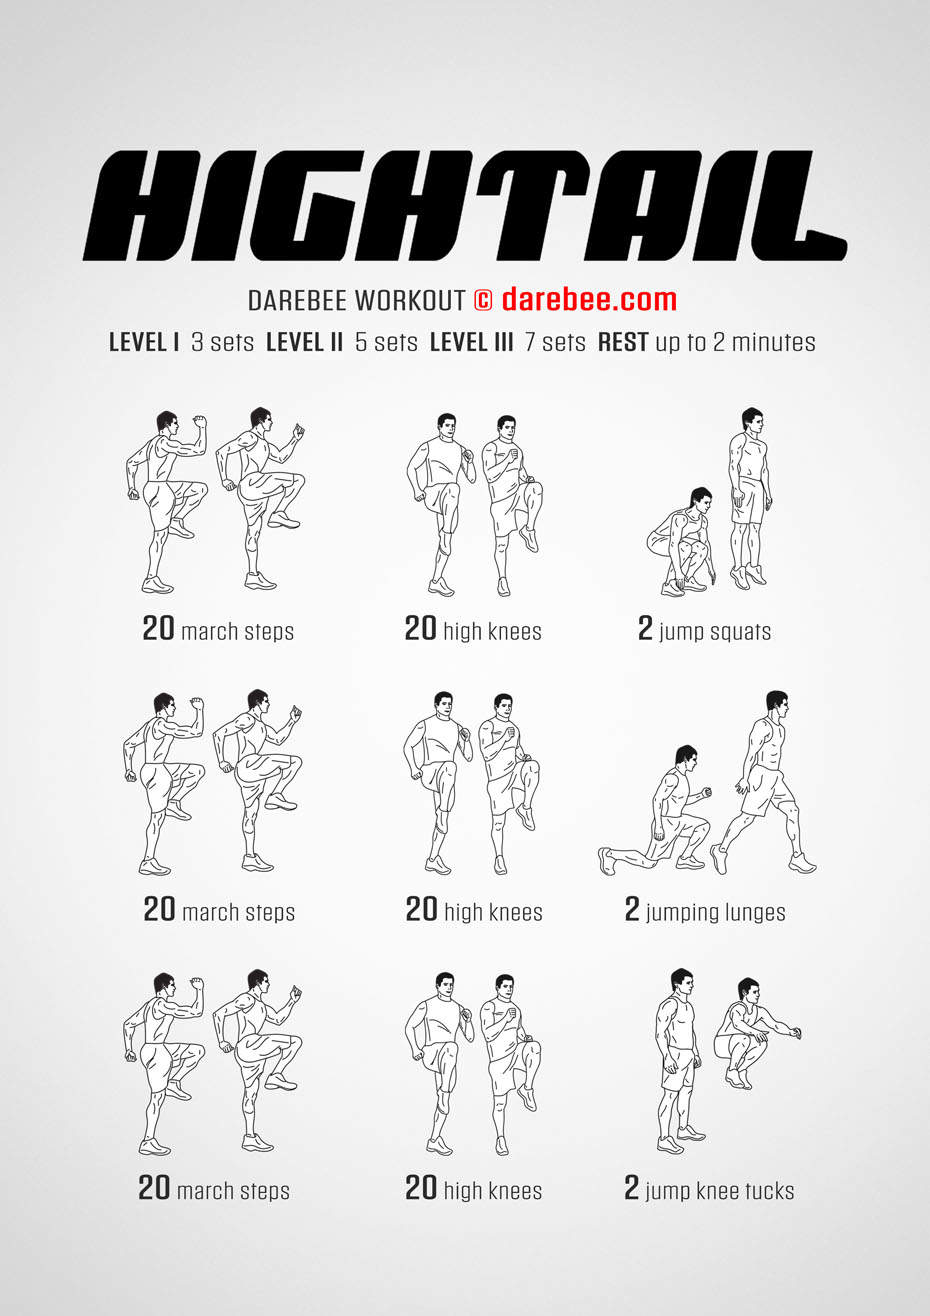 HIGHTAIL
DAREBEE WORKOUT © darebee.com
LEVEL I 3 sets LEVEL II 5 sets LEVEL III 7 sets REST up to 2 minutes
20 march steps
20 high knees
2 jump squats
20 march steps
20 high knees
2 jumping lunges
20 march steps
20 high knees
2 jump knee tucks